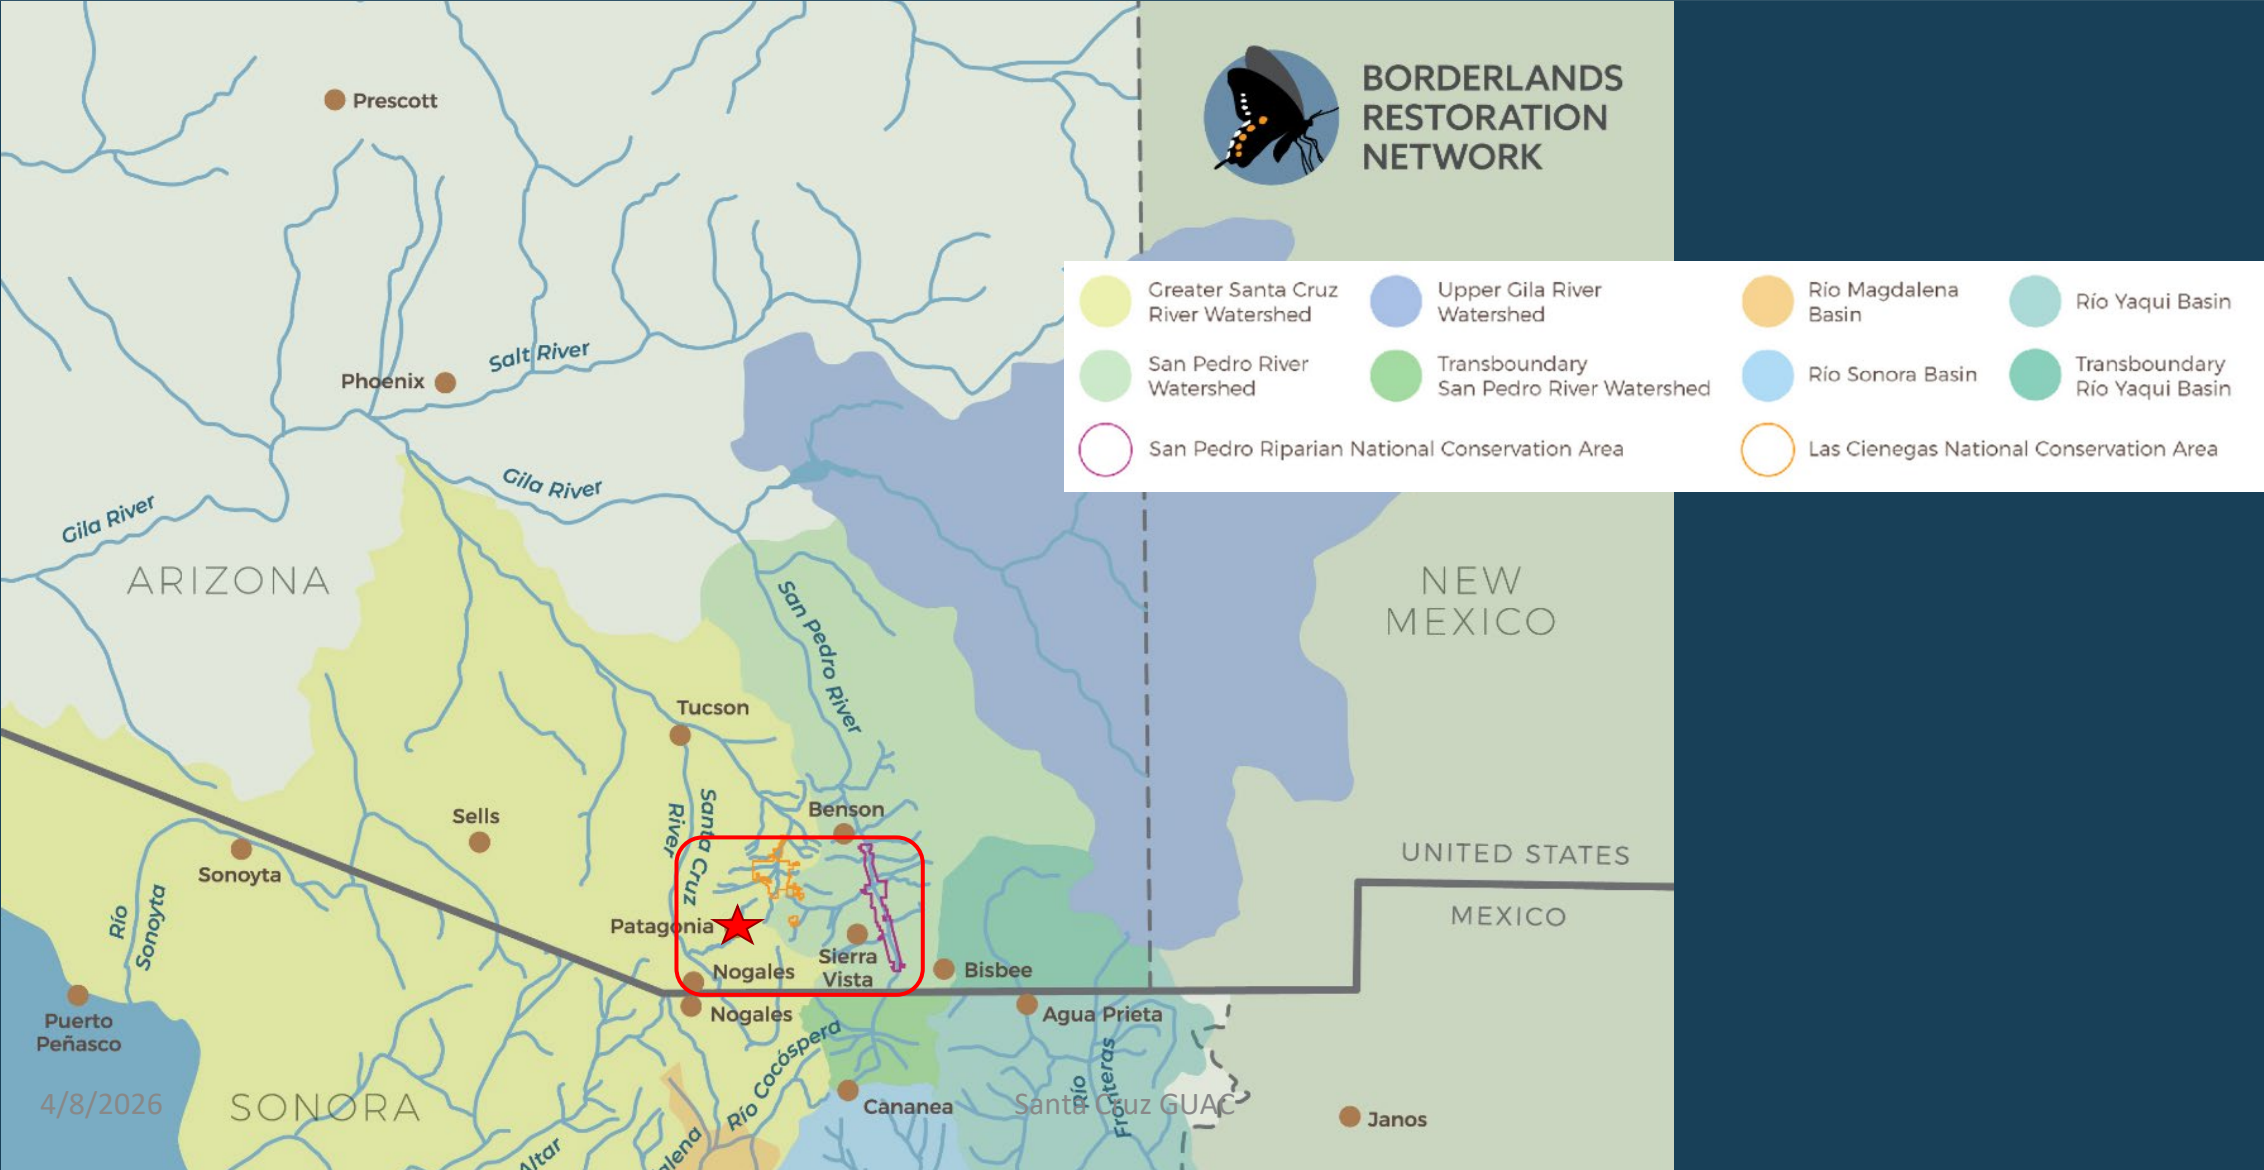 BORDERLANDS
RESTORATION
NETWORK
Prescott
Greater Santa Cruz
River Watershed
Upper Gila River
Watershed
Río Magdalena
Basin
Río Yaqui Basin
San Pedro River
Watershed
Transboundary
San Pedro River Watershed
Río Sonora Basin
Transboundary
Río Yaqui Basin
San Pedro Riparian National Conservation Area
Las Cienegas National Conservation Area
Salt River
Phoenix
Gila River
Gila River
ARIZONA
NEW
MEXICO
San Pedro River
Tucson
Santa Cruz
River
Benson
Sells
Sonoyta
Río
Sonoyta
UNITED STATES
MEXICO
Patagonia
Sierra
Vista
Nogales
Bisbee
Nogales
Agua Prieta
Puerto
Peñasco
Río Cocóspera
Río
Fronteras
4/8/2026
SONORA
Cananea
Santa Cruz GUAC
Janos
Altar
alena